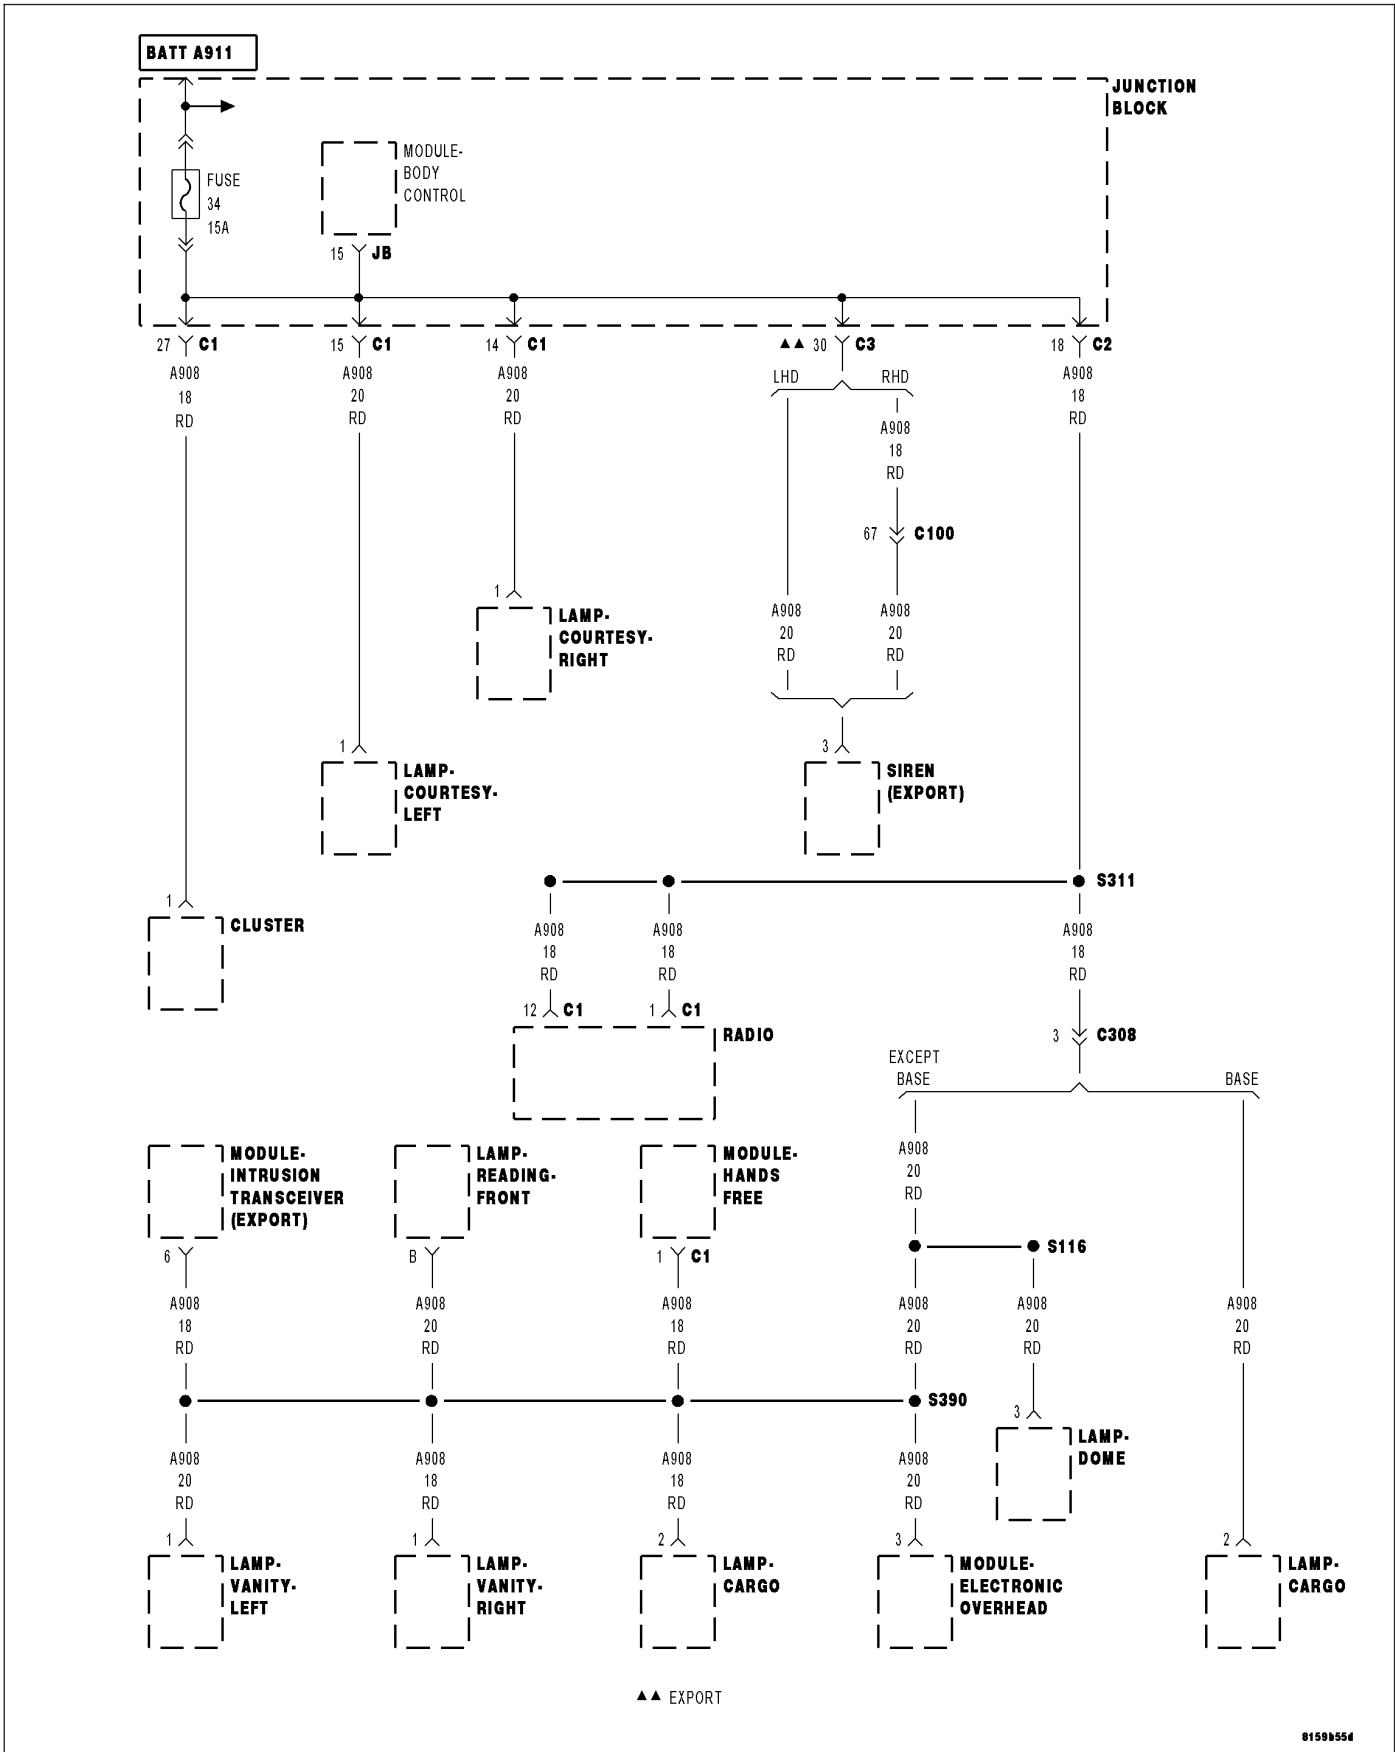 BATT A911
JUNCTION
BLOCK
MODULE-
BODY
CONTROL
FUSE
34
15A
15 JB
27 C1
15 C1
14 C1
▲▲ 30 C3
18 C2
A908
18
RD
A908
20
RD
A908
20
RD
LHD
RHD
A908
18
RD
A908
18
RD
67 C100
1
LAMP-
COURTESY-
RIGHT
A908
20
RD
A908
20
RD
1
LAMP-
COURTESY-
LEFT
3
SIREN
(EXPORT)
S311
1
CLUSTER
A908
18
RD
A908
18
RD
A908
18
RD
12 C1
1 C1
RADIO
3 C308
EXCEPT
BASE
BASE
MODULE-
INTRUSION
TRANSCEIVER
(EXPORT)
LAMP-
READING-
FRONT
MODULE-
HANDS
FREE
A908
20
RD
6
B
1 C1
S116
A908
18
RD
A908
20
RD
A908
18
RD
A908
20
RD
A908
20
RD
A908
20
RD
S390
3
LAMP-
DOME
A908
20
RD
A908
18
RD
A908
18
RD
A908
20
RD
1
LAMP-
VANITY-
LEFT
1
LAMP-
VANITY-
RIGHT
2
LAMP-
CARGO
3
MODULE-
ELECTRONIC
OVERHEAD
2
LAMP-
CARGO
▲▲ EXPORT
8159b55d